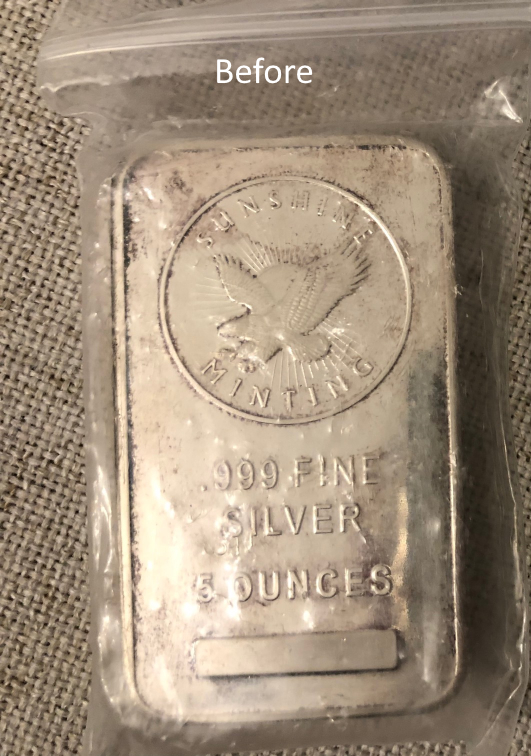 Before
SUNSHINE
MINTING
.999 FINE
SILVER
5 OUNCES